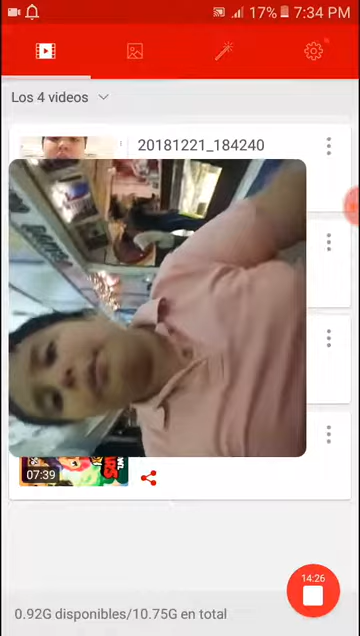 17% 7:34 PM
Los 4 videos
20181221_184240
07:39
14:26
0.92G disponibles/10.75G en total